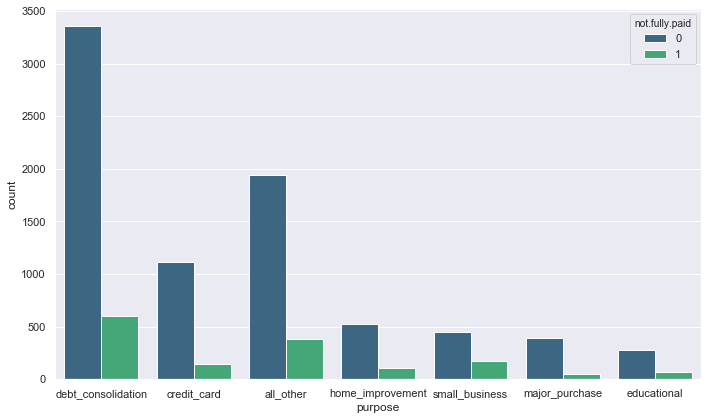 not.fully.paid
0
1
3500
3000
2500
2000
1500
1000
500
0
count
debt_consolidation credit_card all_other home_improvement small_business major_purchase educational
purpose